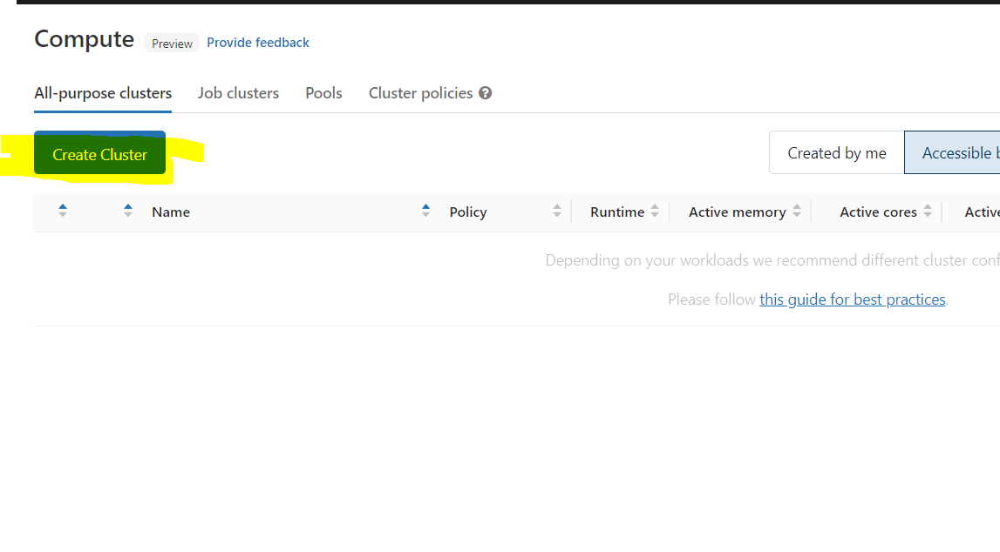 Compute Preview Provide feedback
All-purpose clusters Job clusters Pools Cluster policies ?
Create Cluster Created by me Accessible b
Name Policy Runtime Active memory Active cores Active
Depending on your workloads we recommend different cluster conf
Please follow this guide for best practices.